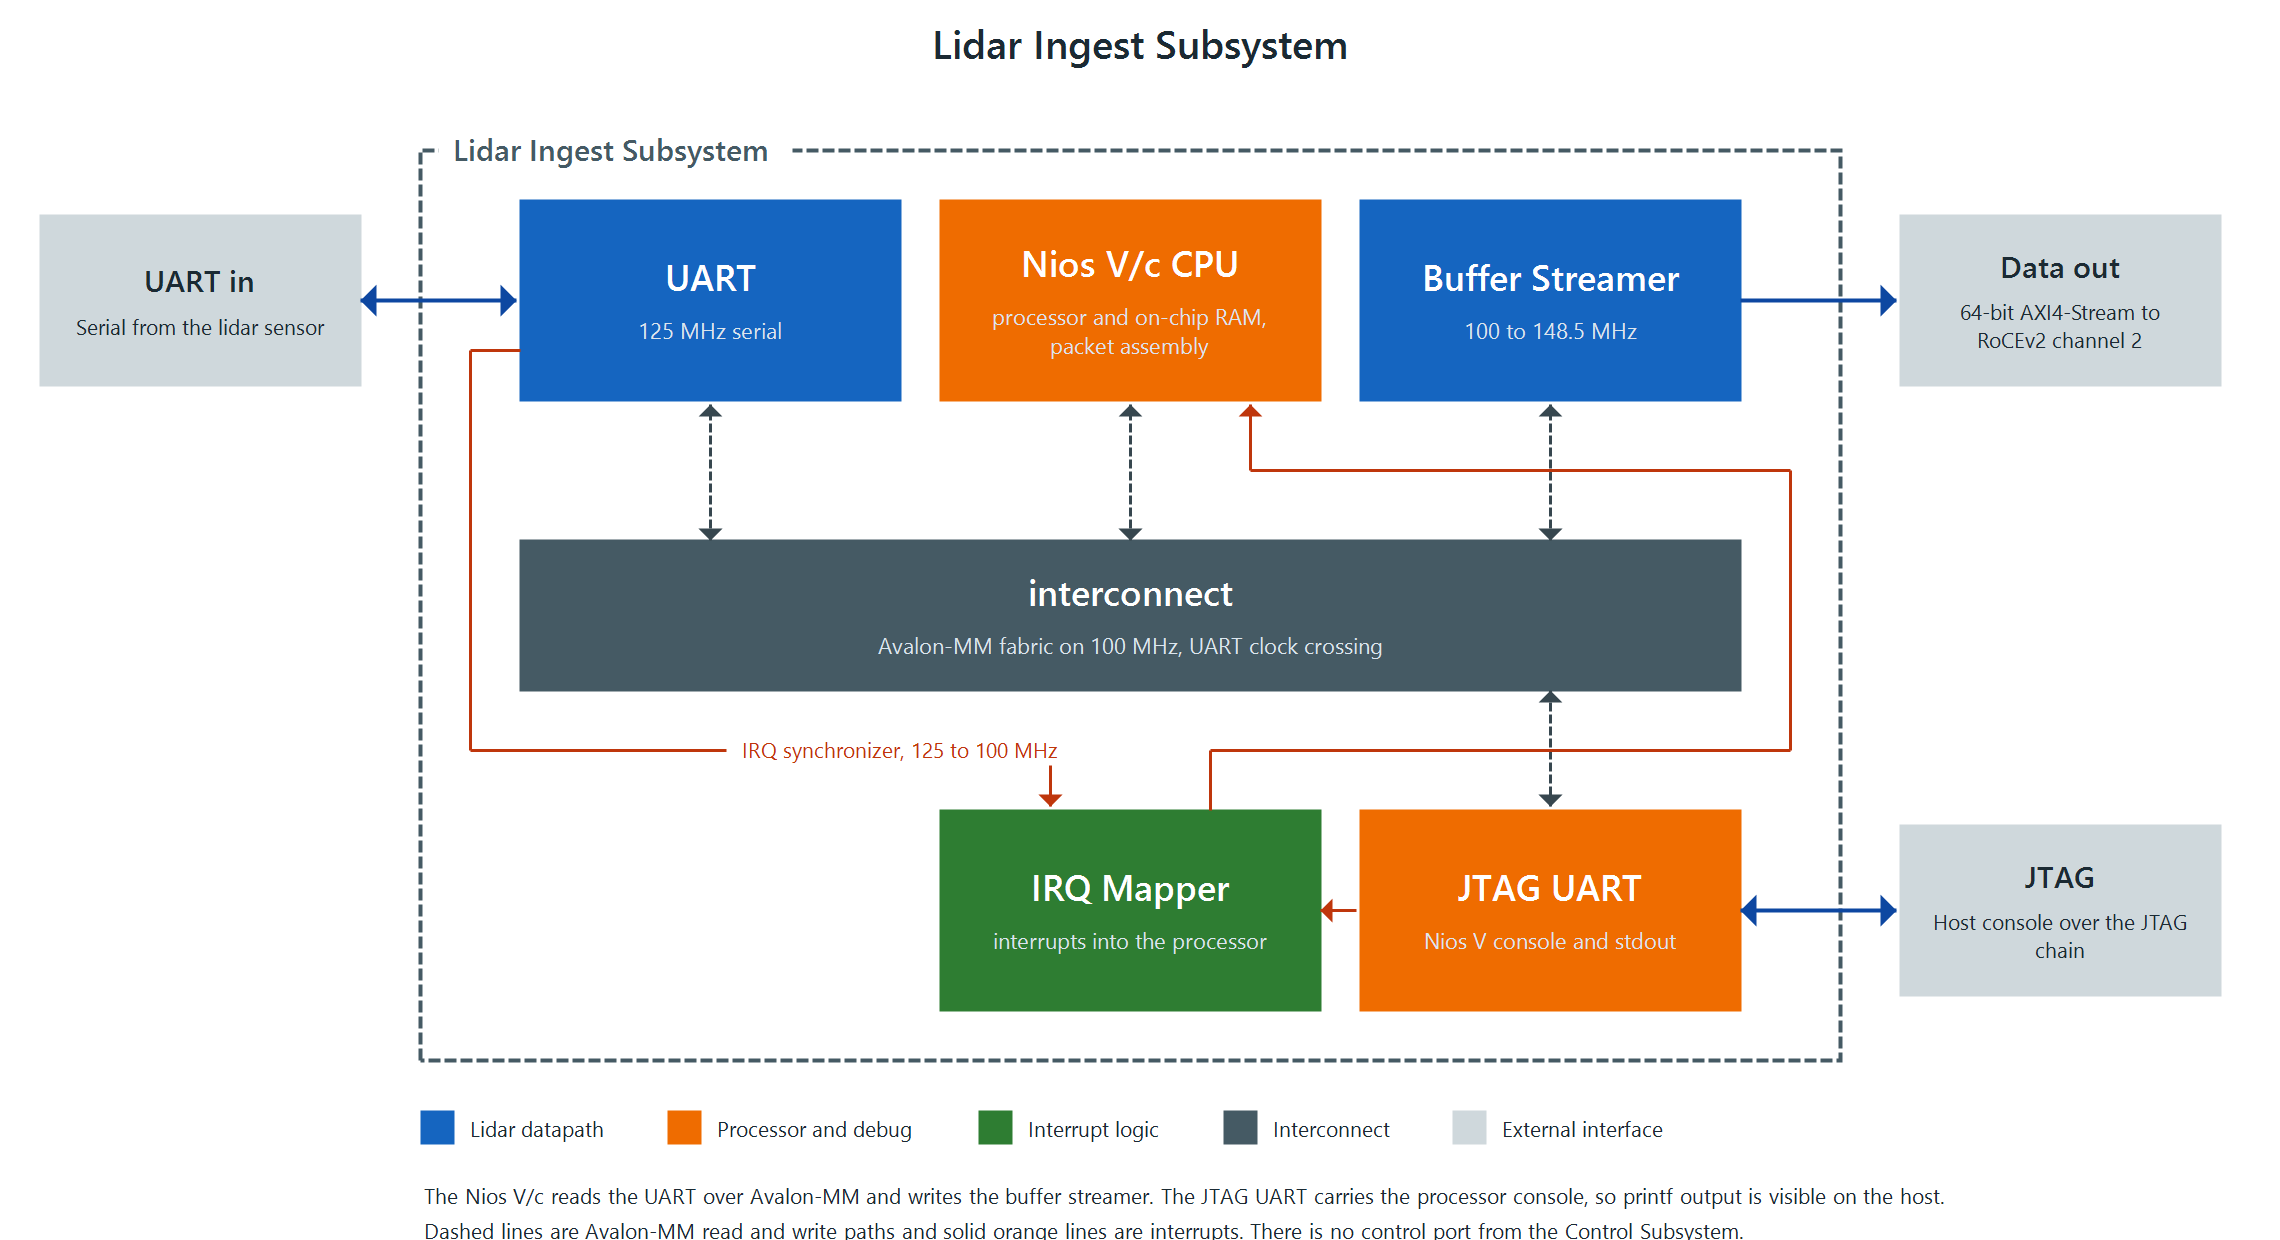 Lidar Ingest Subsystem
Lidar Ingest Subsystem
UART in
Serial from the lidar sensor
UART
125 MHz serial
Nios V/c CPU
processor and on-chip RAM,
packet assembly
Buffer Streamer
100 to 148.5 MHz
Data out
64-bit AXI4-Stream to
RoCEv2 channel 2
interconnect
Avalon-MM fabric on 100 MHz, UART clock crossing
IRQ synchronizer, 125 to 100 MHz
IRQ Mapper
interrupts into the processor
JTAG UART
Nios V console and stdout
JTAG
Host console over the JTAG
chain
Lidar datapath
Processor and debug
Interrupt logic
Interconnect
External interface
The Nios V/c reads the UART over Avalon-MM and writes the buffer streamer. The JTAG UART carries the processor console, so printf output is visible on the host.
Dashed lines are Avalon-MM read and write paths and solid orange lines are interrupts. There is no control port from the Control Subsystem.